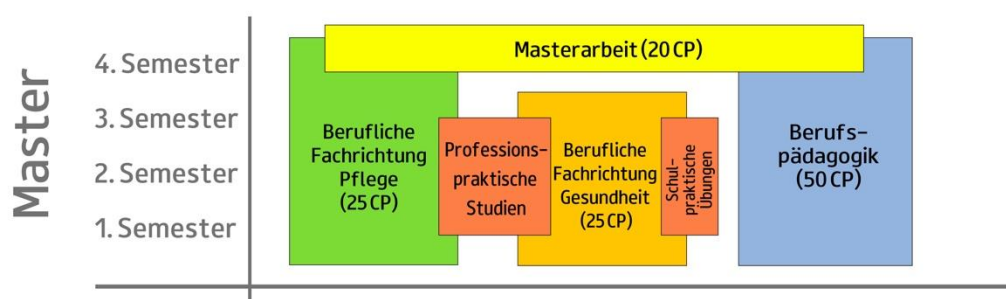 Master
4. Semester
3. Semester
2. Semester
1. Semester
Masterarbeit (20 CP)
Berufliche
Fachrichtung
Pflege
(25 CP)
Professions-
praktische
Studien
Berufliche
Fachrichtung
Gesundheit
(25 CP)
Schul-
praktische
Übungen
Berufs-
pädagogik
(50 CP)